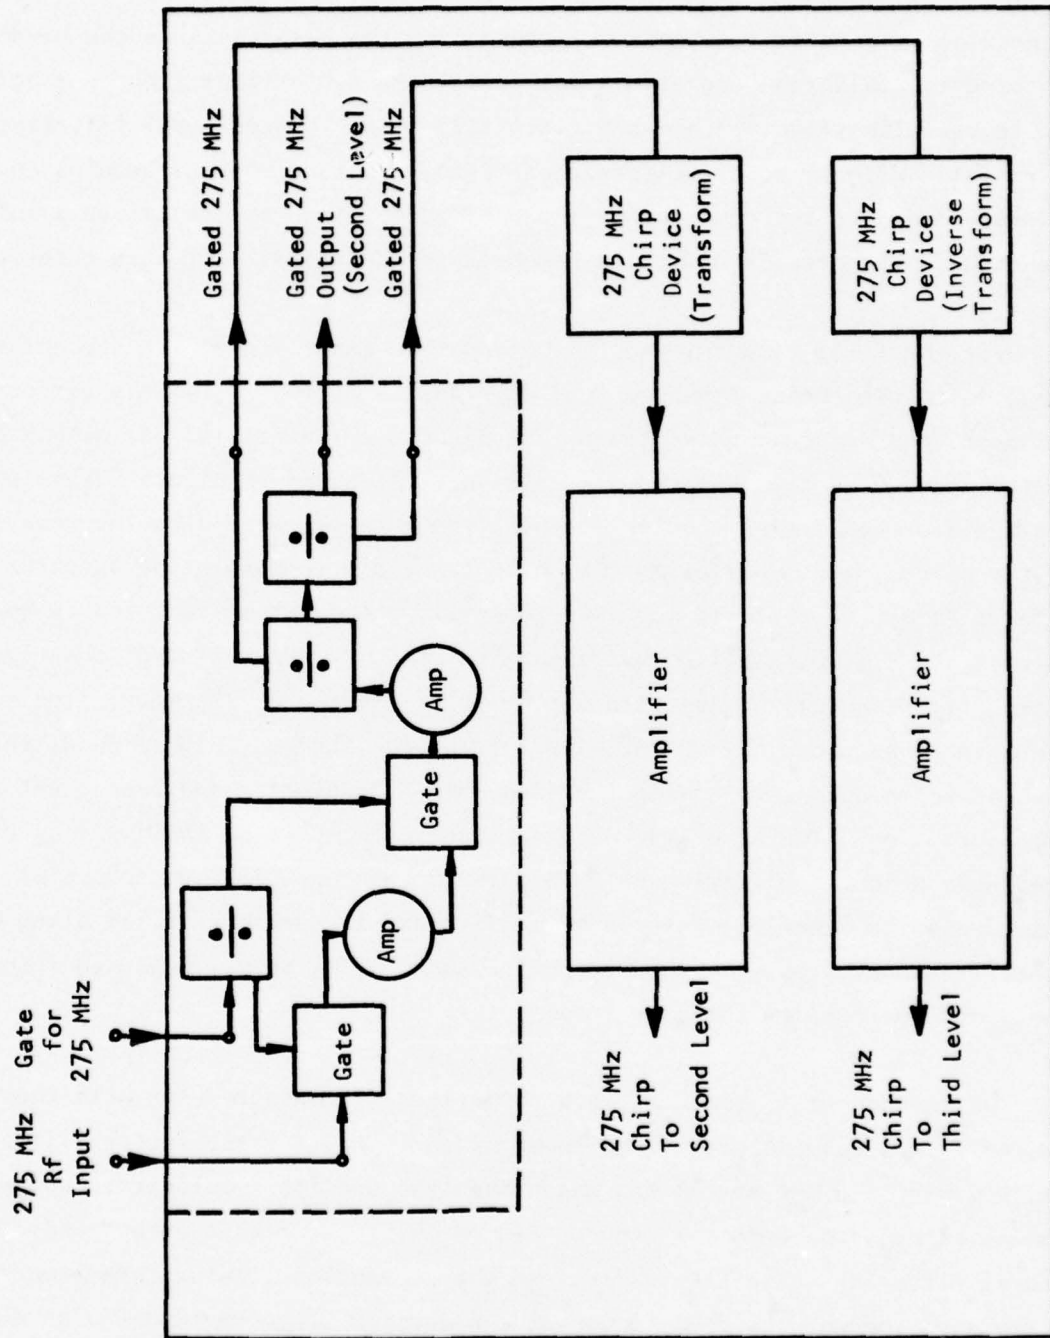 275 MHz
Rf
Input
Gate
for
275 MHz
Gate
÷
Amp
Gate
Amp
÷
÷
Gated 275 MHz
Gated 275 MHz
Output
(Second Level)
Gated 275 MHz
275 MHz
Chirp
To
Second Level
Amplifier
275 MHz
Chirp
Device
(Transform)
275 MHz
Chirp
To
Third Level
Amplifier
275 MHz
Chirp
Device
(Inverse
Transform)